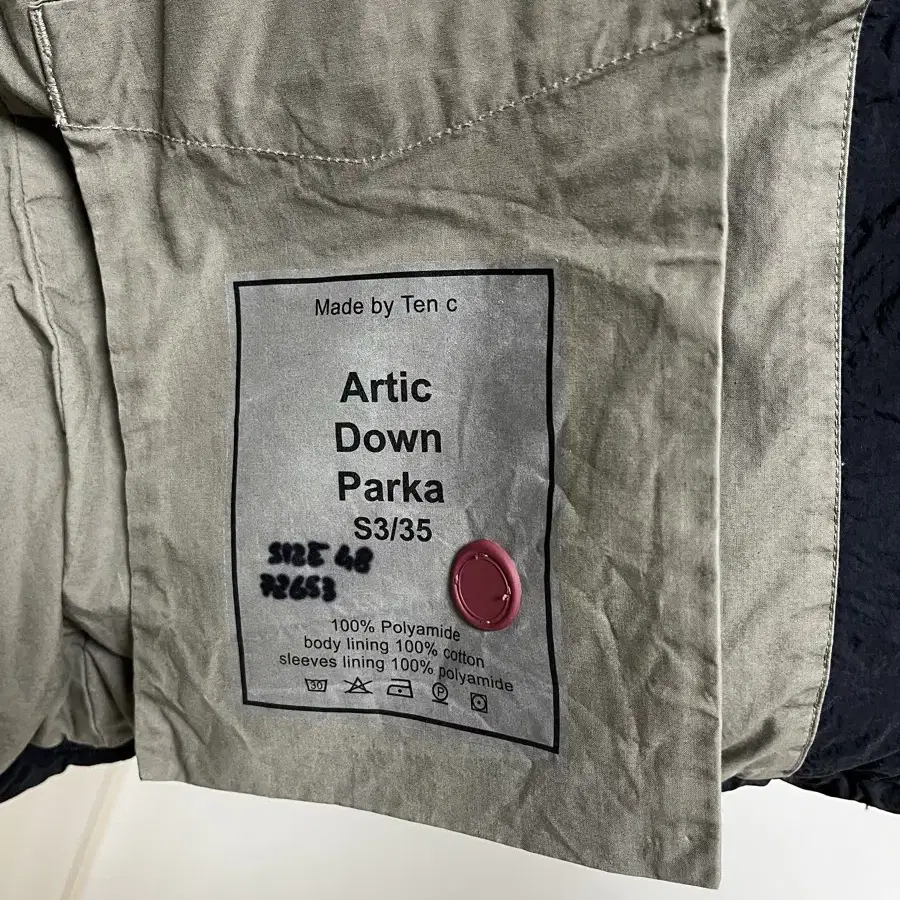 Made by Ten c
Artic
Down
Parka
S3/35
SIZE 48
72653
100% Polyamide
body lining 100% cotton
sleeves lining 100% polyamide
30
P